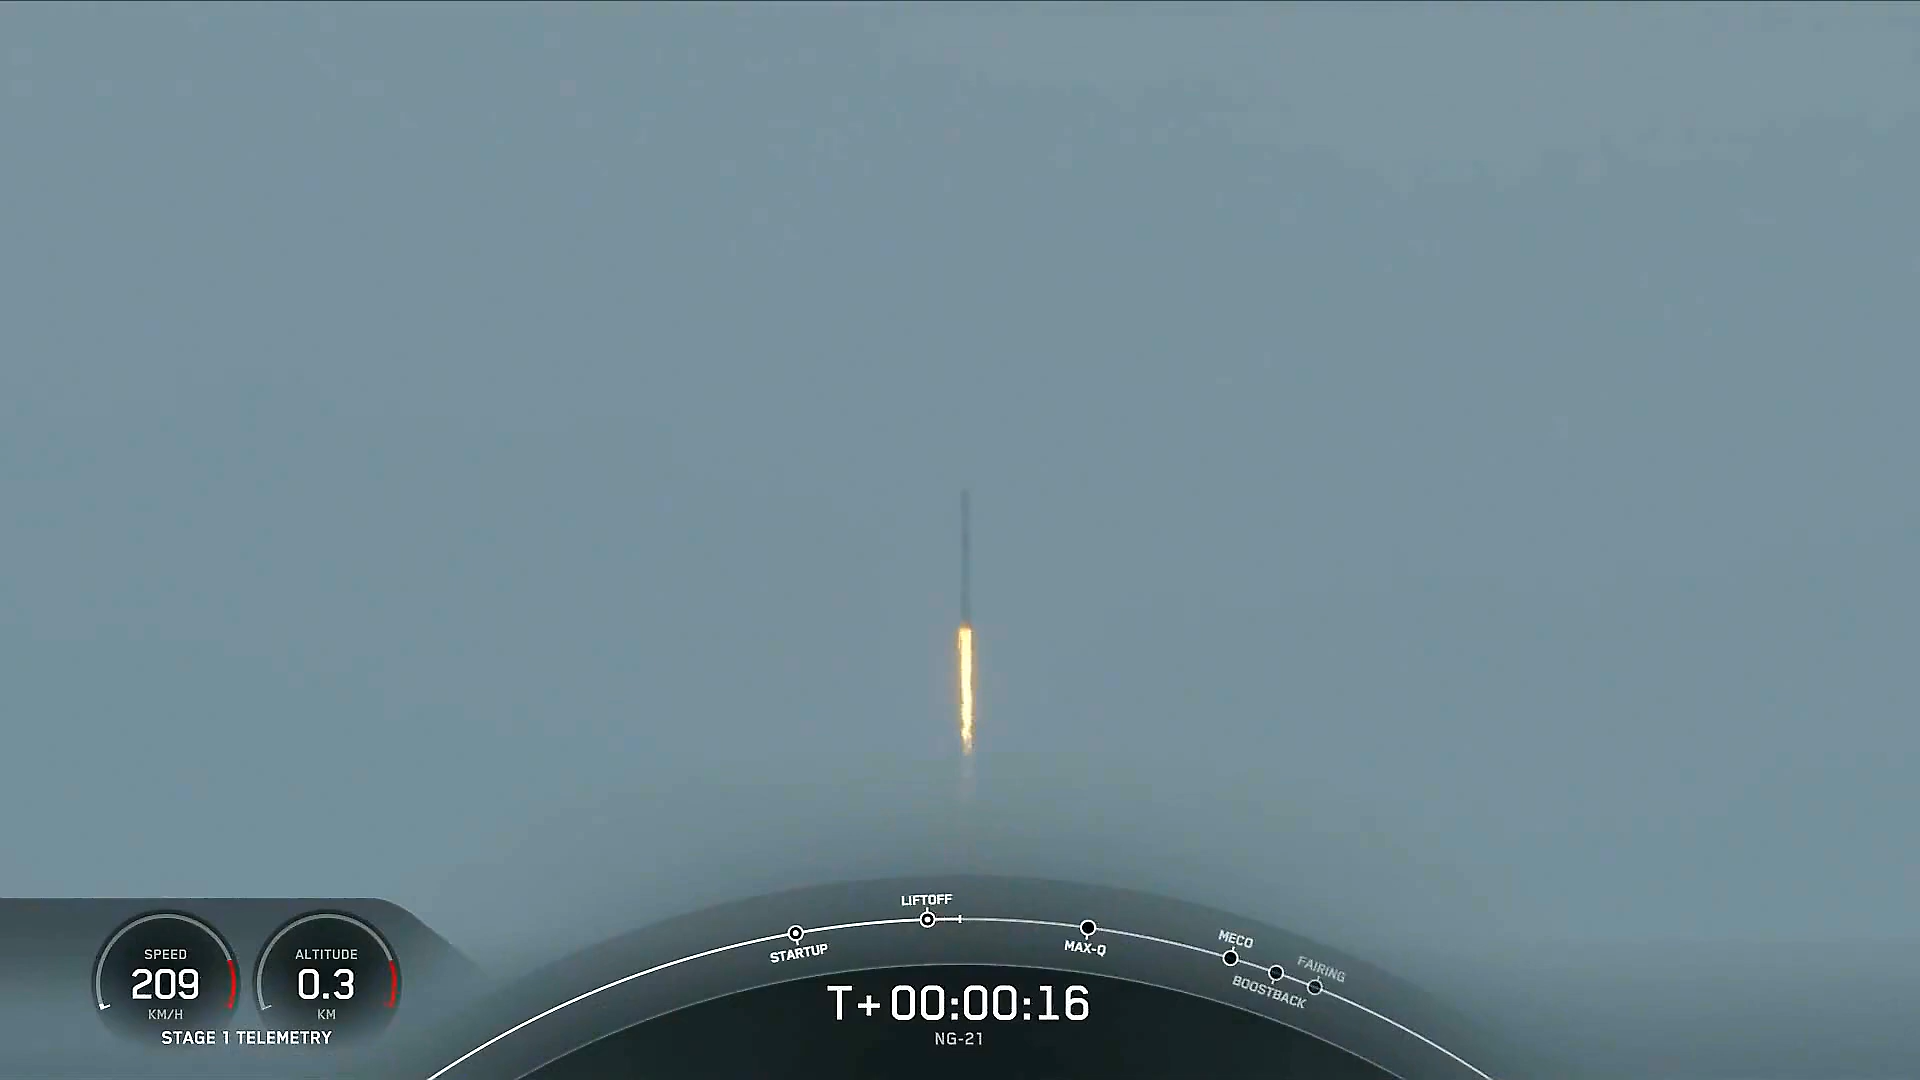 LIFTOFF
STARTUP
MAX-Q
MECO
BOOSTBACK
FAIRING
SPEED
209
KM/H
ALTITUDE
0.3
KM
STAGE 1 TELEMETRY
T+00:00:16
NG-21